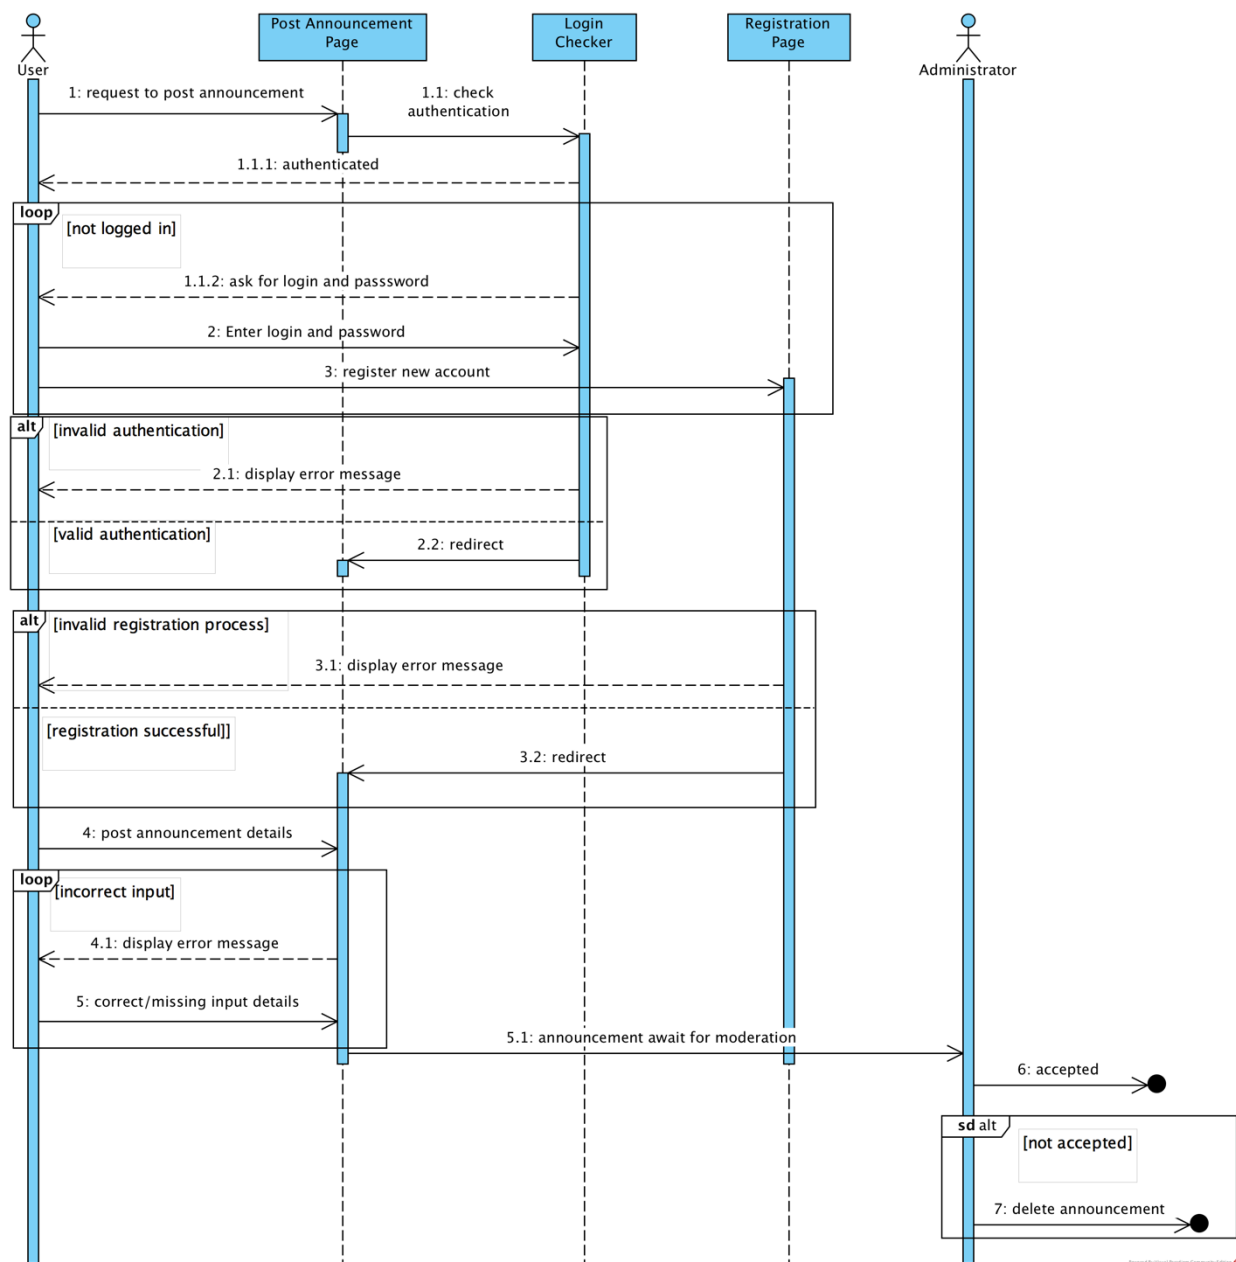 Post Announcement
Page
Login
Checker
Registration
Page
User
Administrator
1: request to post announcement
1.1: check
authentication
1.1.1: authenticated
loop
[not logged in]
1.1.2: ask for login and passsword
2: Enter login and password
3: register new account
alt
[invalid authentication]
2.1: display error message
[valid authentication]
2.2: redirect
alt
[invalid registration process]
3.1: display error message
[registration successful]]
3.2: redirect
4: post announcement details
loop
[incorrect input]
4.1: display error message
5: correct/missing input details
5.1: announcement await for moderation
6: accepted
sd alt
[not accepted]
7: delete announcement